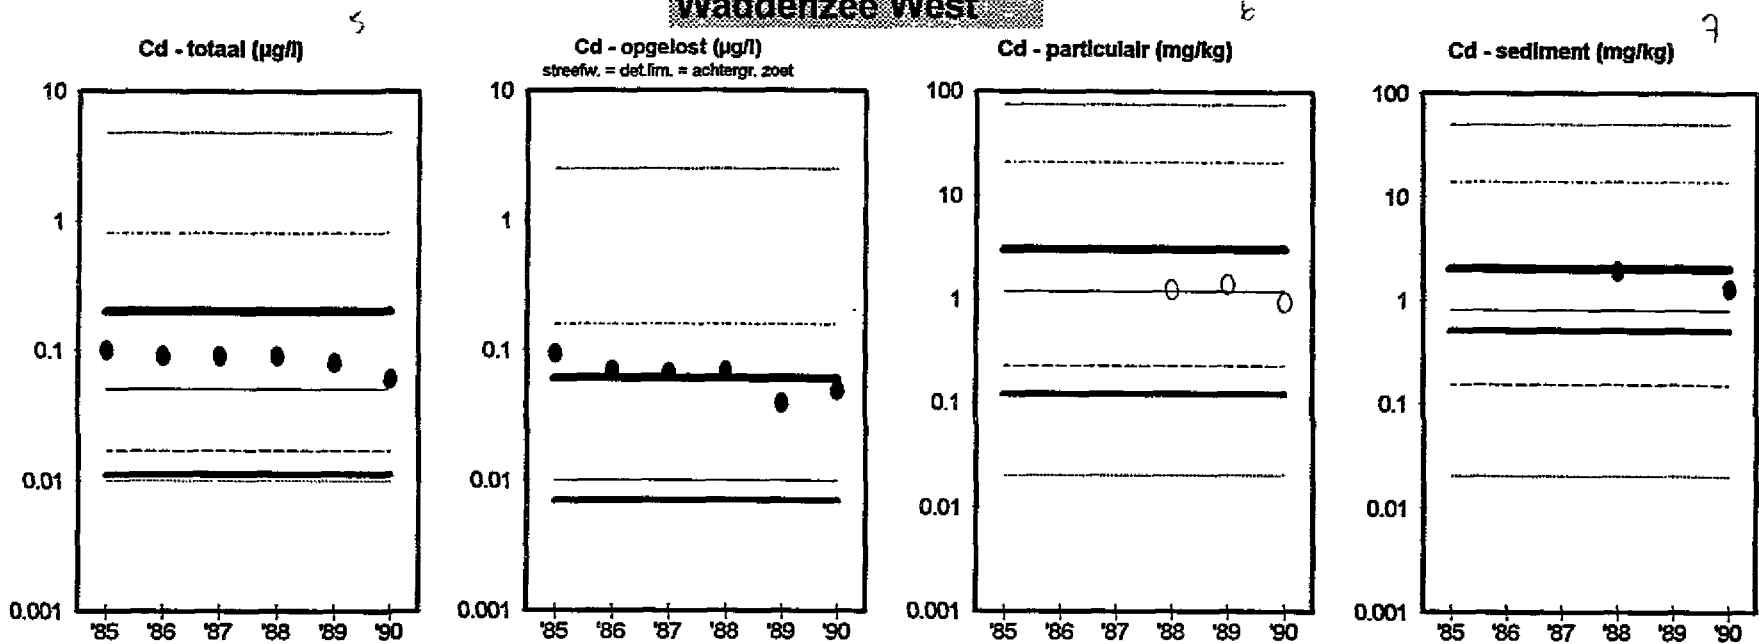 Waddenzee West
5
6
7
Cd - totaal (µg/l)
10
1
0.1
0.01
0.001
'85 '86 '87 '88 '89 '90
Cd - opgelost (µg/l)
streefw. = det.lim. = achtergr. zoet
10
1
0.1
0.01
0.001
'85 '86 '87 '88 '89 '90
Cd - particulair (mg/kg)
100
10
1
0.1
0.01
0.001
'85 '86 '87 '88 '89 '90
Cd - sediment (mg/kg)
100
10
1
0.1
0.01
0.001
'85 '86 '87 '88 '89 '90